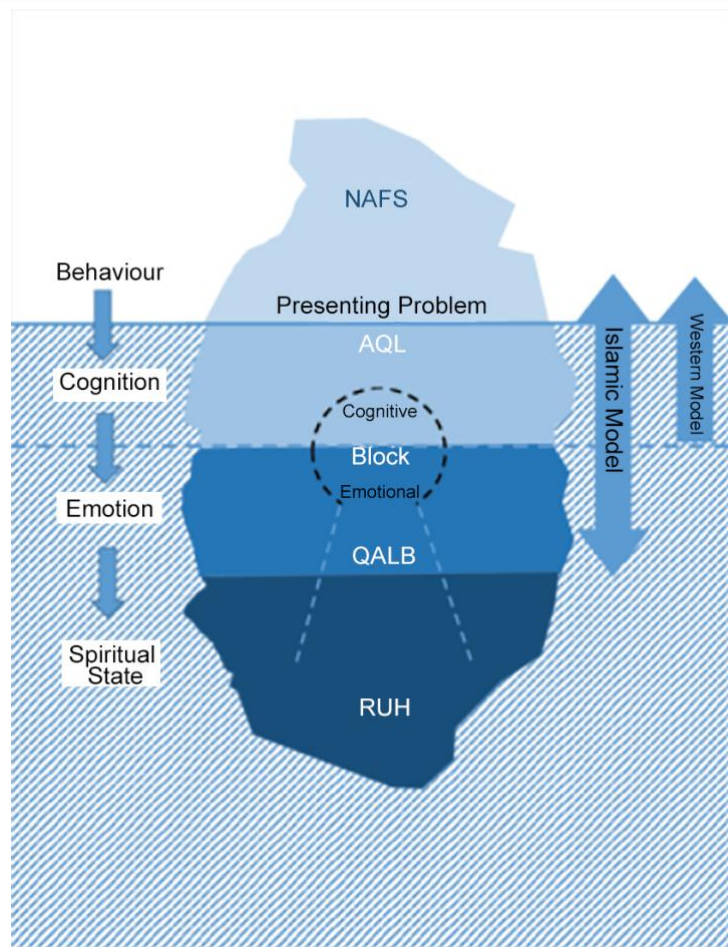 NAFS
Behaviour
Presenting Problem
AQL
Cognition
Cognitive
Block
Emotional
Emotion
QALB
Spiritual
State
RUH
Islamic Model
Western Model